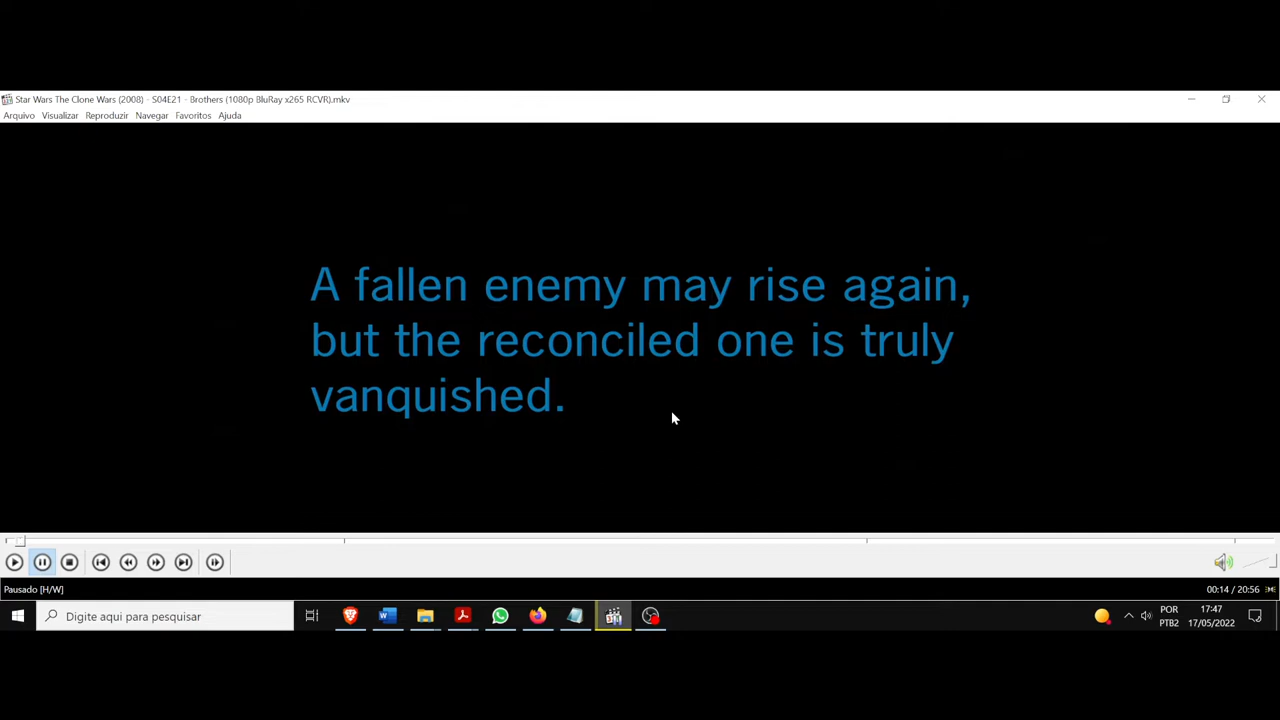 Star Wars The Clone Wars (2008) - S04E21 - Brothers (1080p BluRay x265 RCVR).mkv
Arquivo Visualizar Reproduzir Navegar Favoritos Ajuda
A fallen enemy may rise again,
but the reconciled one is truly
vanquished.
Pausado [H/W]
00:14 / 20:56
Digite aqui para pesquisar
POR
PTB2
17:47
17/05/2022